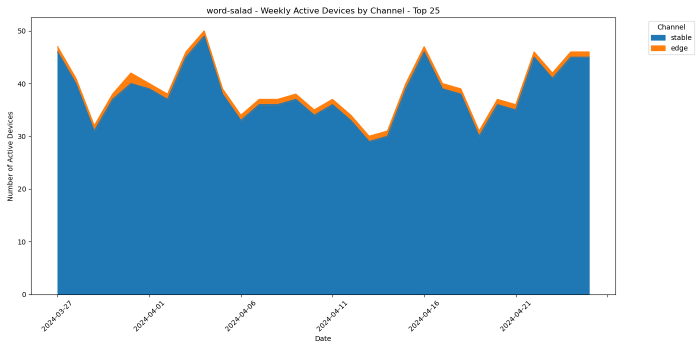 word-salad - Weekly Active Devices by Channel - Top 25
Channel
stable
edge
Number of Active Devices
50
40
30
20
10
0
2024-03-27
2024-04-01
2024-04-06
2024-04-11
2024-04-16
2024-04-21
Date